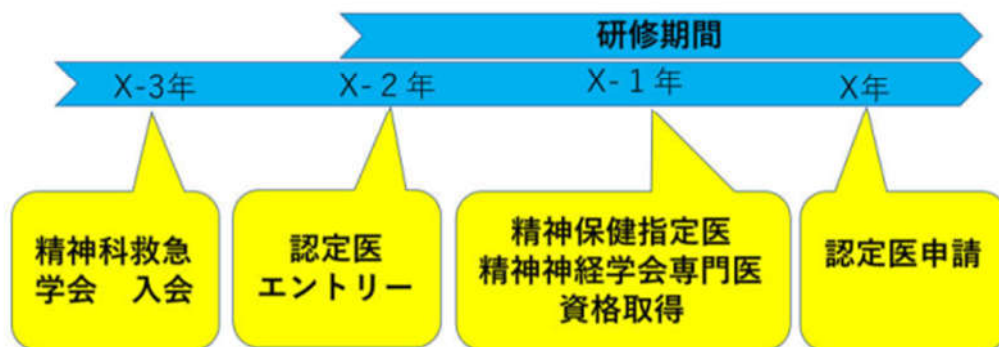 研修期間
X-3年
X-２年
X-１年
X年
精神科救急
学会　入会
認定医
エントリー
精神保健指定医
精神神経学会専門医
資格取得
認定医申請